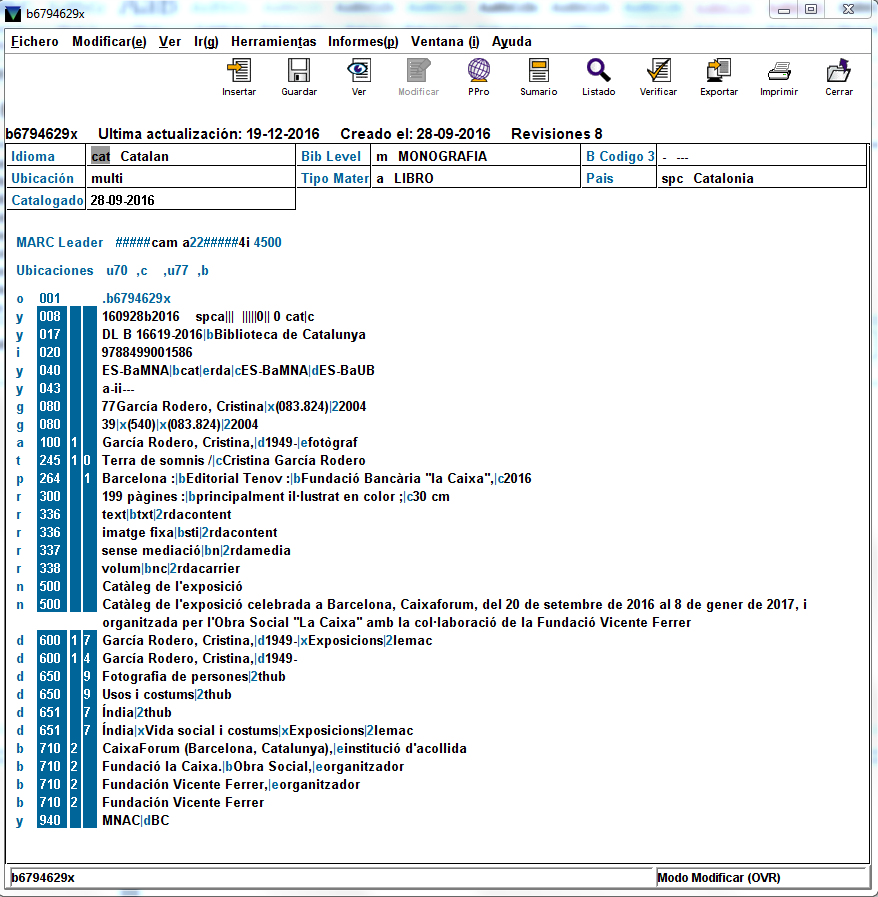 b6794629x
Fichero Modificar(e) Ver Ir(g) Herramientas Informes(p) Ventana (i) Ayuda
Insertar Guardar Ver Modificar PPro Sumario Listado Verificar Exportar Imprimir Cerrar
b6794629x Ultima actualización: 19-12-2016 Creado el: 28-09-2016 Revisiones 8
Idioma cat Catalan Bib Level m MONOGRAFIA B Codigo 3 - ---
Ubicación multi Tipo Mater a LIBRO Pais spc Catalonia
Catalogado 28-09-2016
MARC Leader #####cam a22#####4i 4500
Ubicaciones u70 ,c ,u77 ,b
o 001 .b6794629x
y 008 160928b2016 spca||| |||||0|| 0 cat|c
y 017 DL B 16619-2016|bBiblioteca de Catalunya
i 020 9788499001586
y 040 ES-BaMNA|bcat|erda|cES-BaMNA|dES-BaUB
y 043 a-ii---
g 080 77García Rodero, Cristina|x(083.824)|22004
g 080 39|x(540)|x(083.824)|22004
a 100 1 García Rodero, Cristina,|d1949-|efotògraf
t 245 1 0 Terra de somnis /|cCristina García Rodero
p 264 1 Barcelona :|bEditorial Tenov :|bFundació Bancària "la Caixa",|c2016
r 300 199 pàgines :|bprincipalment il·lustrat en color ;|c30 cm
r 336 text|btxt|2rdacontent
r 336 imatge fixa|bsti|2rdacontent
r 337 sense mediació|bn|2rdamedia
r 338 volum|bnc|2rdacarrier
n 500 Catàleg de l'exposició
n 500 Catàleg de l'exposició celebrada a Barcelona, Caixaforum, del 20 de setembre de 2016 al 8 de gener de 2017, i
organitzada per l'Obra Social "La Caixa" amb la col·laboració de la Fundació Vicente Ferrer
d 600 1 7 García Rodero, Cristina,|d1949-|xExposicions|2lemac
d 600 1 4 García Rodero, Cristina,|d1949-
d 650 9 Fotografia de persones|2thub
d 650 9 Usos i costums|2thub
d 651 7 Índia|2thub
d 651 7 Índia|xVida social i costums|xExposicions|2lemac
b 710 2 CaixaForum (Barcelona, Catalunya),|einstitució d'acollida
b 710 2 Fundació la Caixa.|bObra Social,|eorganitzador
b 710 2 Fundación Vicente Ferrer,|eorganitzador
b 710 2 Fundación Vicente Ferrer
y 940 MNAC|dBC
b6794629x Modo Modificar (OVR)